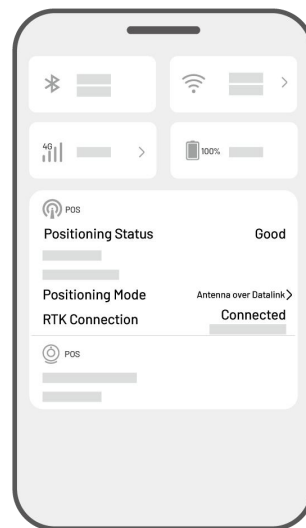 4G
100%
POS
Positioning Status Good
Positioning Mode Antenna over Datalink
RTK Connection Connected
POS